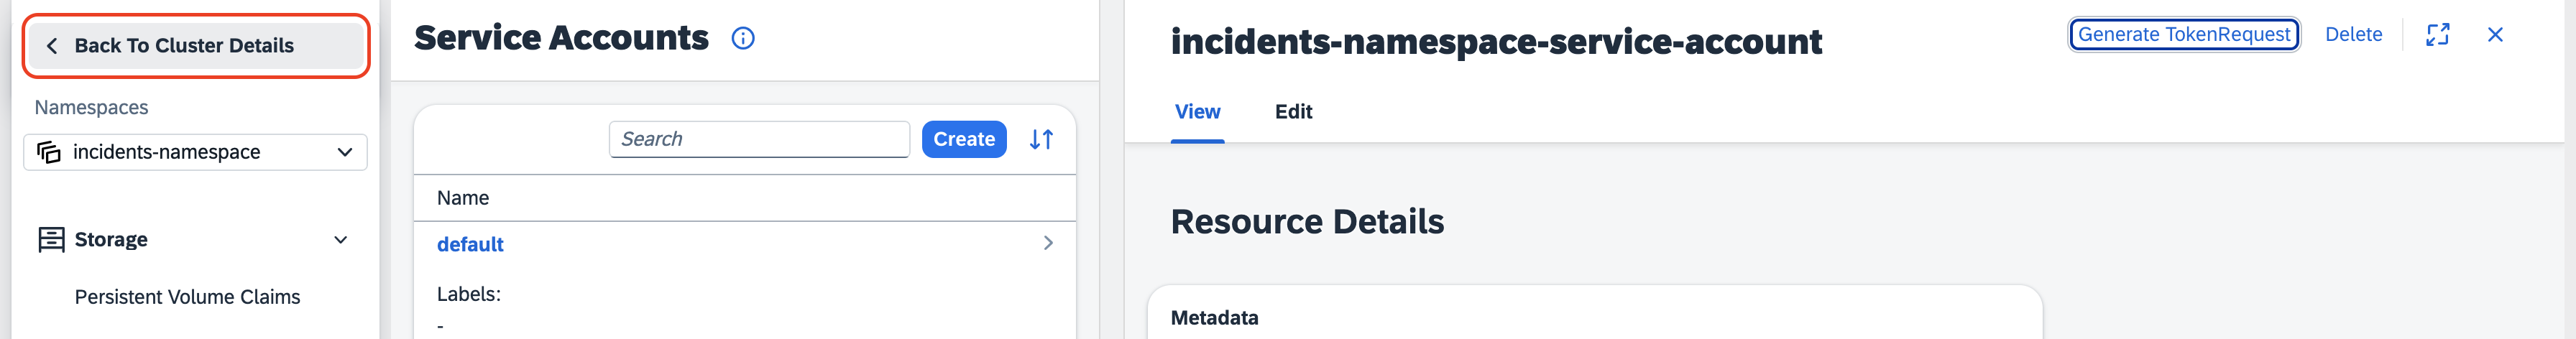 Back To Cluster Details
Namespaces
incidents-namespace
Storage
Persistent Volume Claims
Service Accounts
Search
Create
Name
default
Labels:
-
incidents-namespace-service-account
Generate TokenRequest
Delete
View
Edit
Resource Details
Metadata